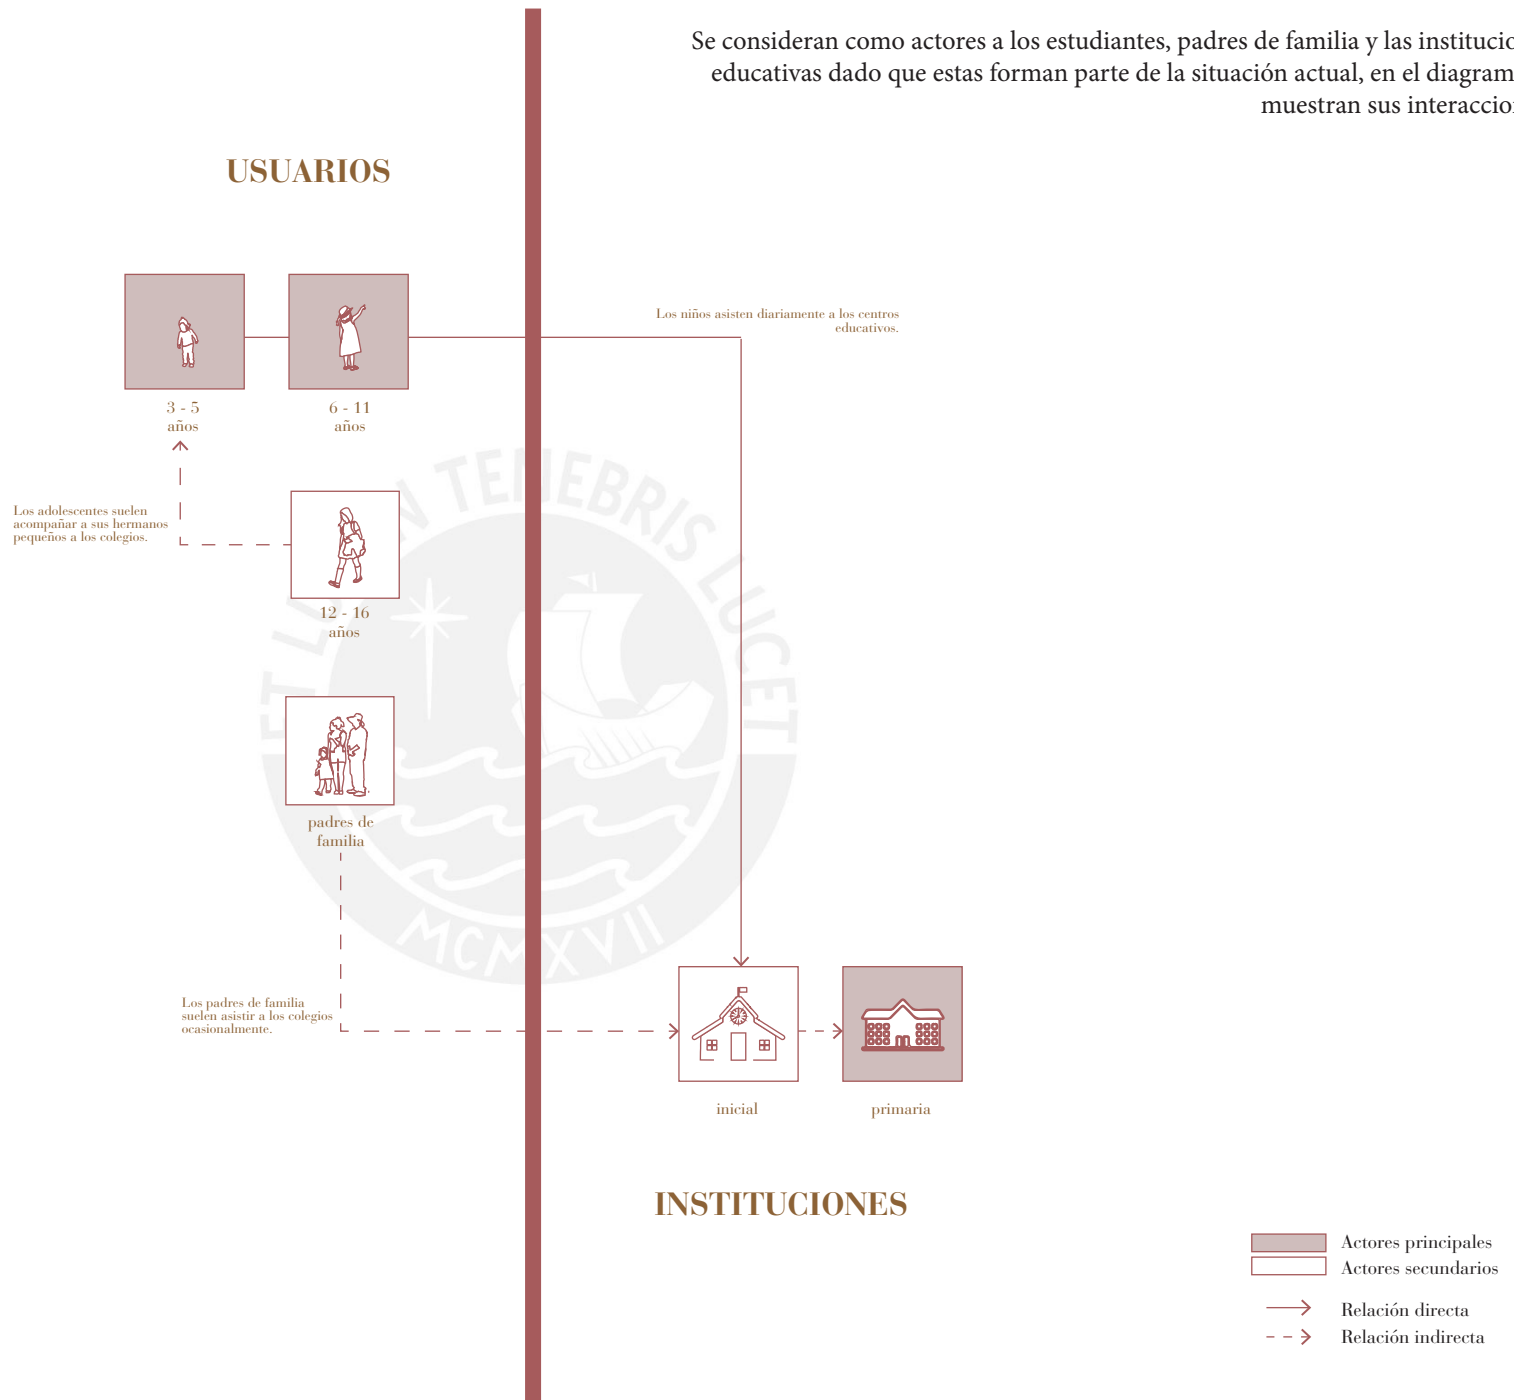 Se consideran como actores a los estudiantes, padres de familia y las
educativas dado que estas forman parte de la situación actual, en el
muestran sus
USUARIOS
Los niños asisten diariamente a los centros
educativos.
3 - 5
años
6 - 11
años
Los adolescentes suelen
acompañar a sus hermanos
pequeños a los colegios.
12 - 16
años
padres de
familia
Los padres de familia
suelen asistir a los colegios
ocasionalmente.
inicial
primaria
INSTITUCIONES
Actores principales
Actores secundarios
Relación directa
Relación indirecta
TENEBRIS LUCET
MCMXVII